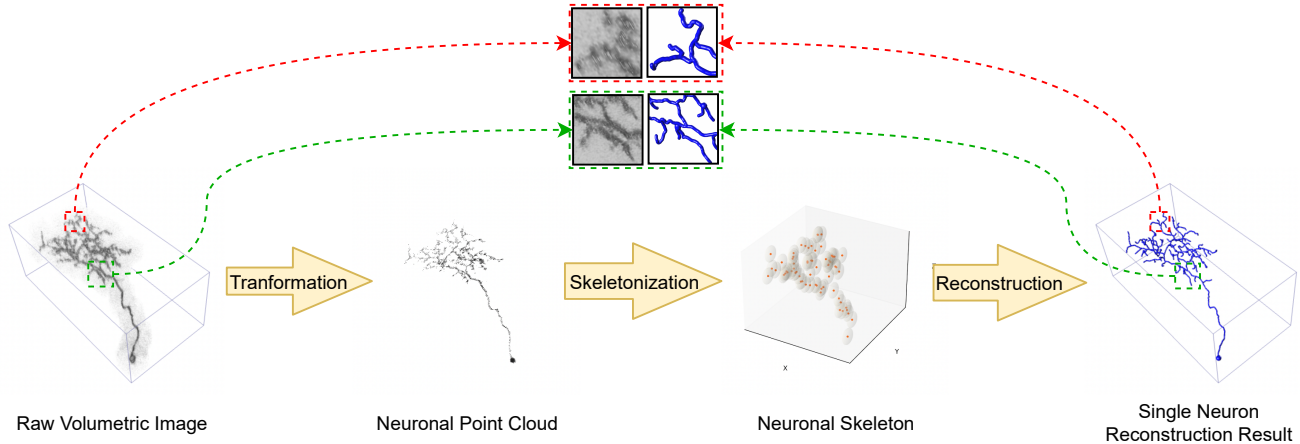 Tranformation
Skeletonization
Reconstruction
X
Y
Raw Volumetric Image
Neuronal Point Cloud
Neuronal Skeleton
Single Neuron
Reconstruction Result